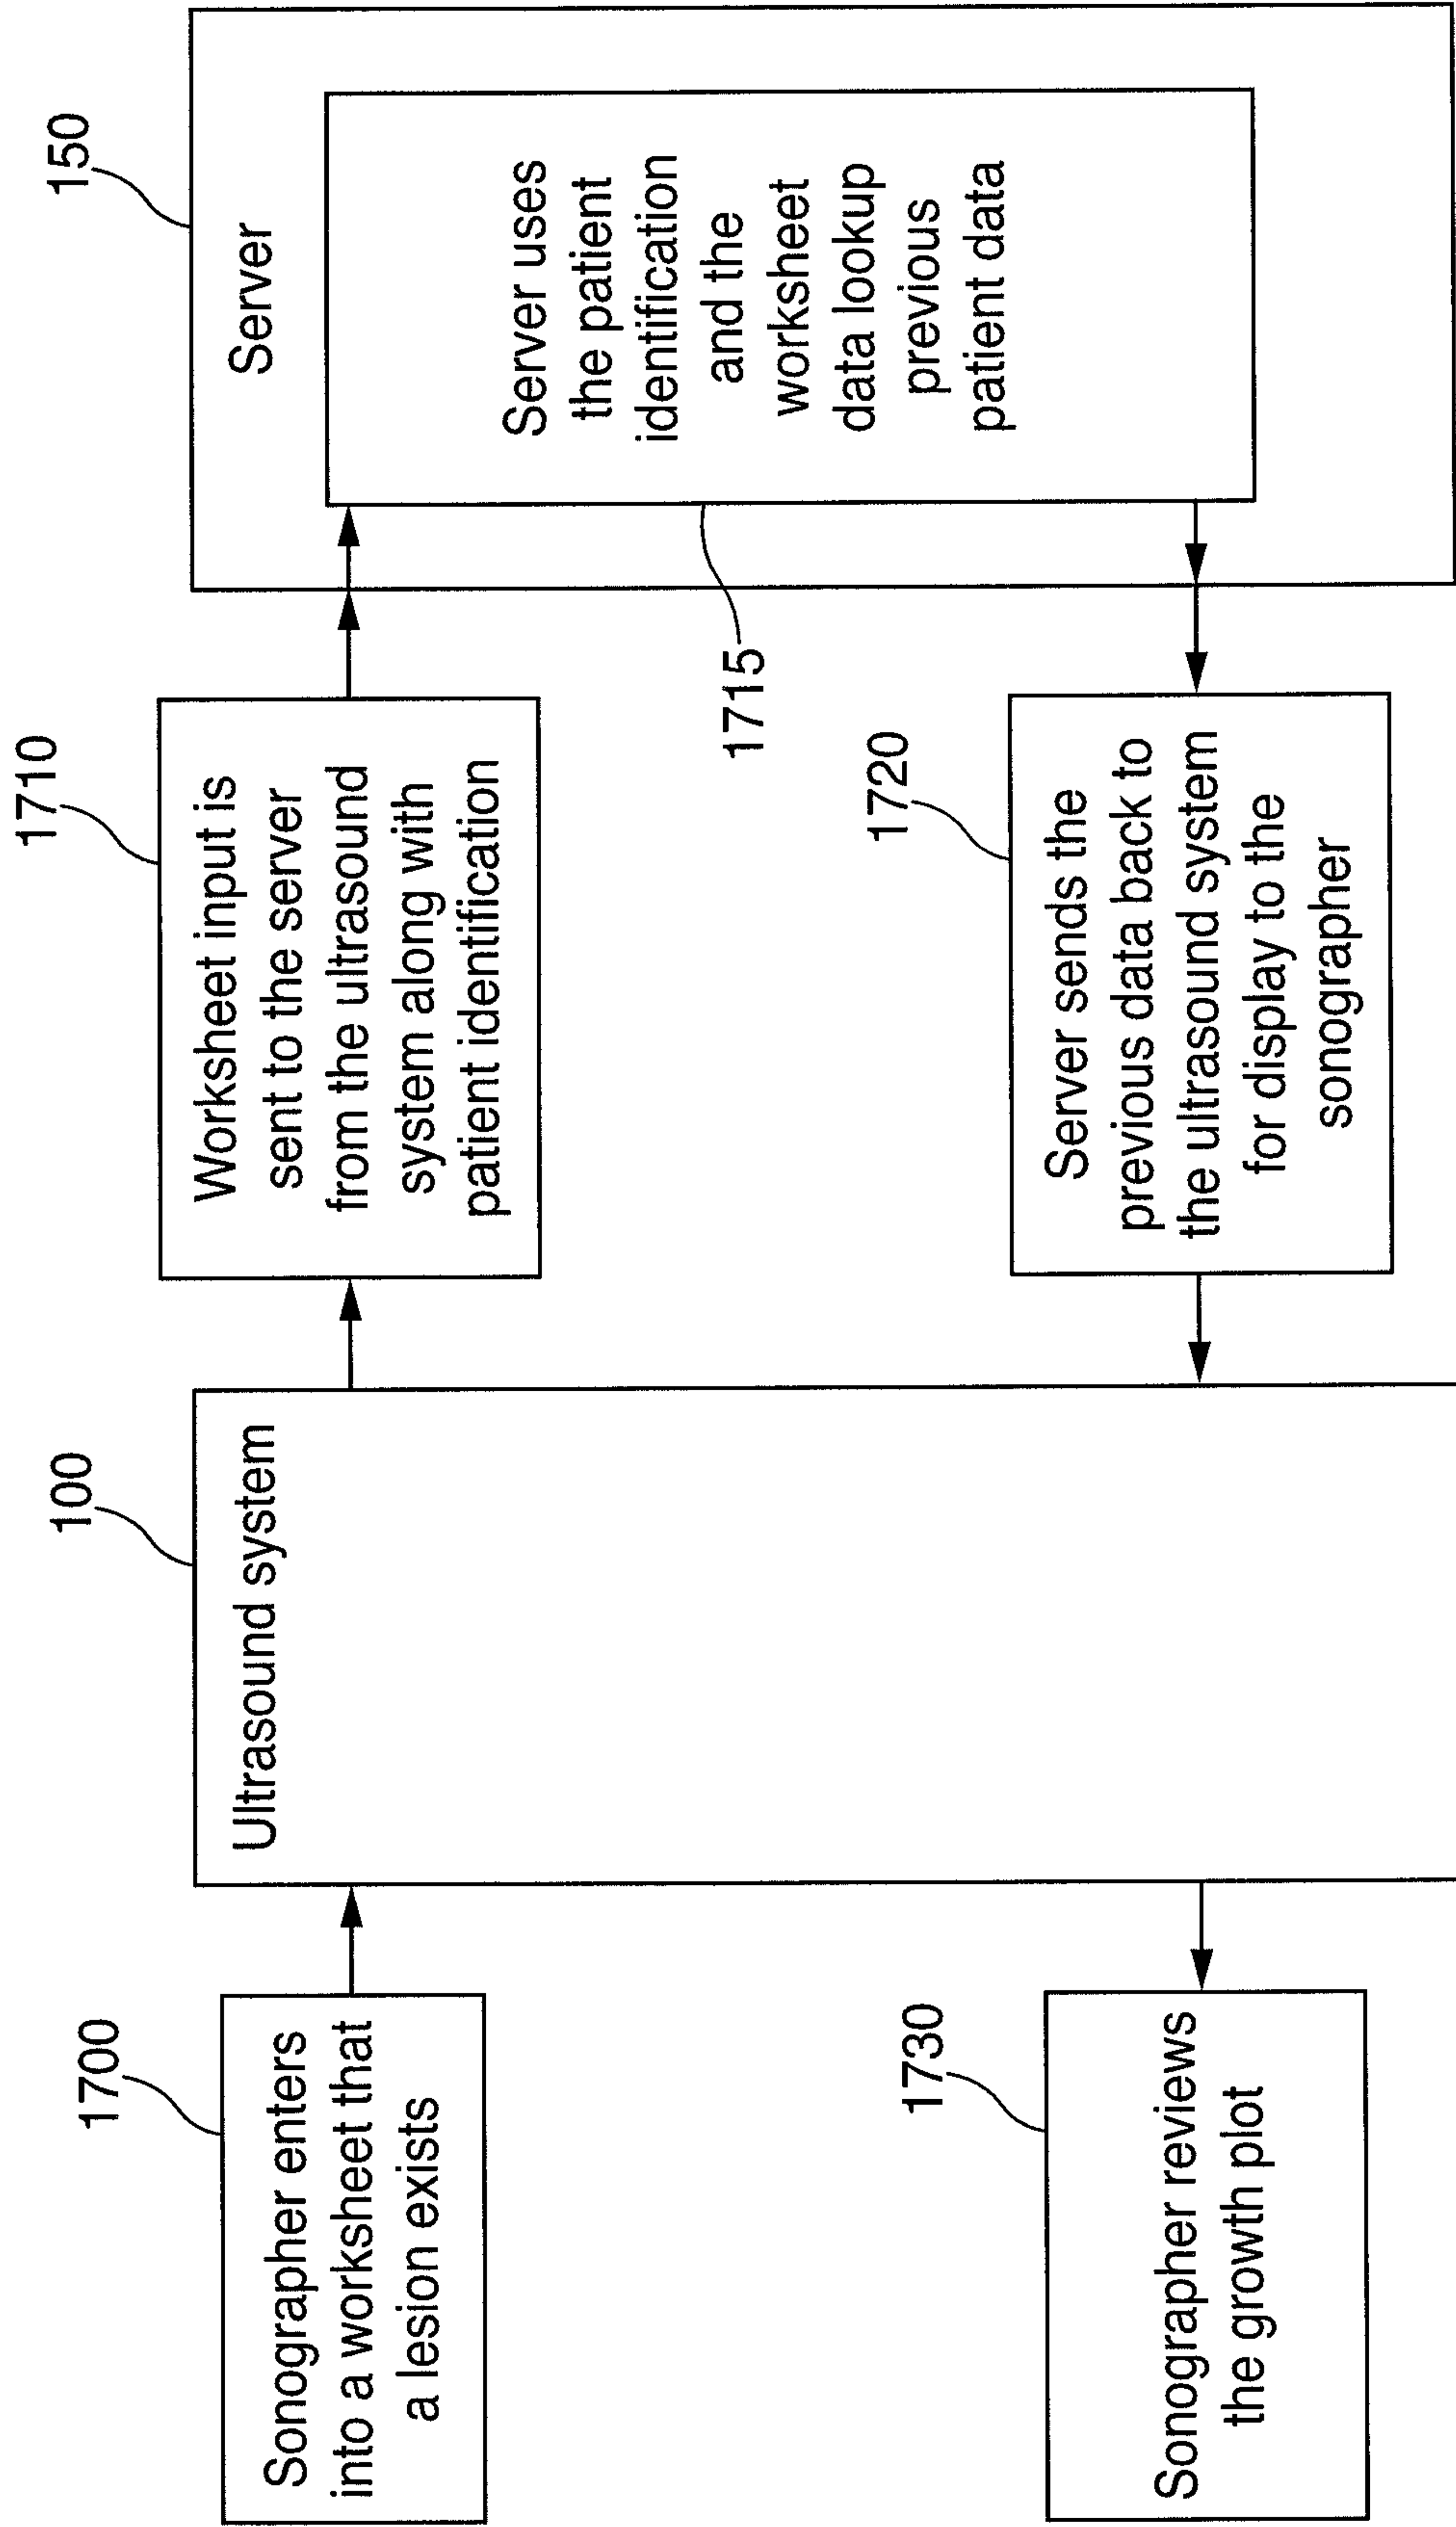 1700
Sonographer enters
into a worksheet that
a lesion exists
100
Ultrasound system
1710
Worksheet input is
sent to the server
from the ultrasound
system along with
patient identification
150
Server
Server uses
the patient
identification
and the
worksheet
data lookup
previous
patient data
1715
1720
Server sends the
previous data back to
the ultrasound system
for display to the
sonographer
1730
Sonographer reviews
the growth plot